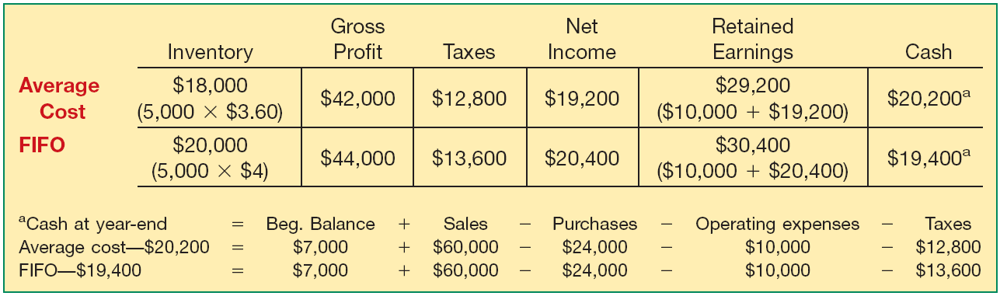 Gross Net Retained
Inventory Profit Taxes Income Earnings Cash
Average $18,000 $29,200
$42,000 $12,800 $19,200 $20,200ª
Cost (5,000 × $3.60) ($10,000 + $19,200)
FIFO $20,000 $30,400
$44,000 $13,600 $20,400 $19,400ª
(5,000 × $4) ($10,000 + $20,400)
ªCash at year-end = Beg. Balance + Sales − Purchases − Operating expenses − Taxes
Average cost—$20,200 = $7,000 + $60,000 − $24,000 − $10,000 − $12,800
FIFO—$19,400 = $7,000 + $60,000 − $24,000 − $10,000 − $13,600